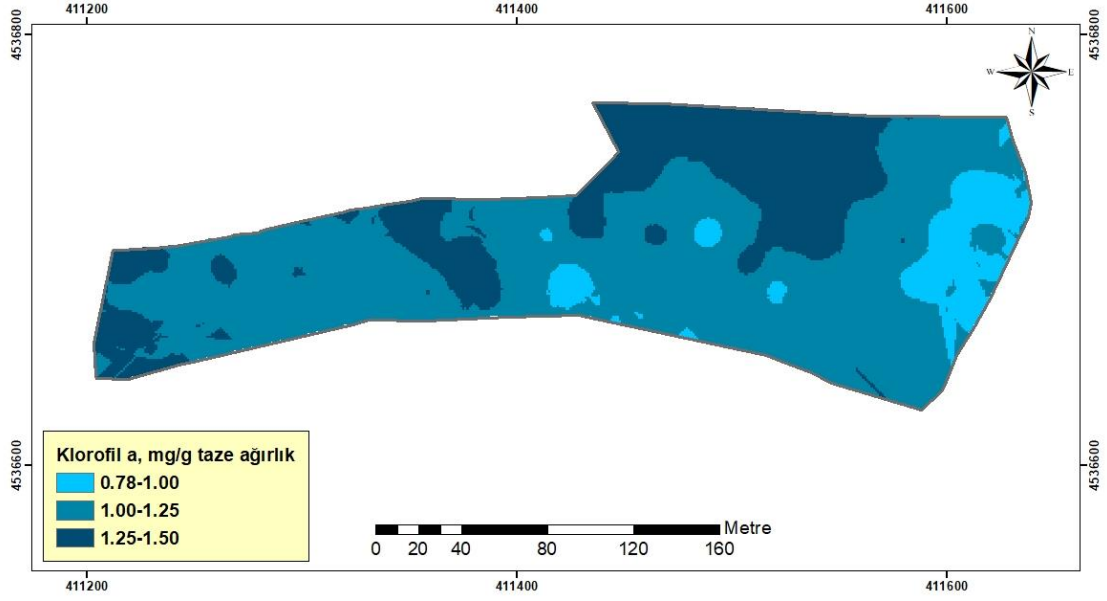 411200 411400 411600
4536800 4536800
N
W E
S
Klorofil a, mg/g taze ağırlık
0.78-1.00
1.00-1.25
1.25-1.50
4536600 4536600
Metre
0 20 40 80 120 160
411200 411400 411600